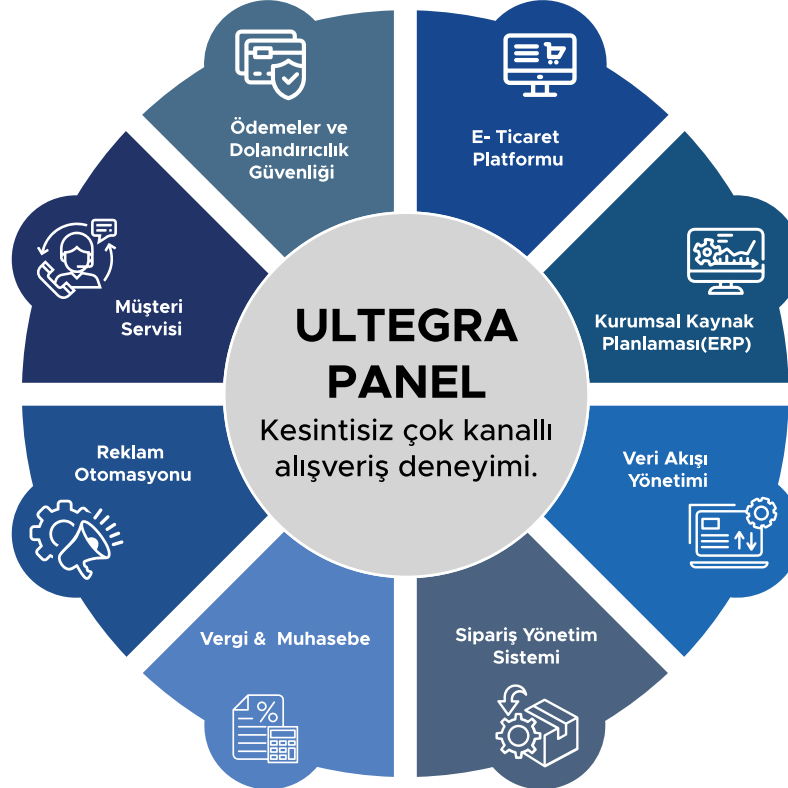 Ödemeler ve
Dolandırıcılık
Güvenliği
E- Ticaret
Platformu
Müşteri
Servisi
Kurumsal Kaynak
Planlaması(ERP)
ULTEGRA
PANEL
Kesintisiz çok kanallı
alışveriş deneyimi.
Reklam
Otomasyonu
Veri Akışı
Yönetimi
Vergi & Muhasebe
Sipariş Yönetim
Sistemi
%